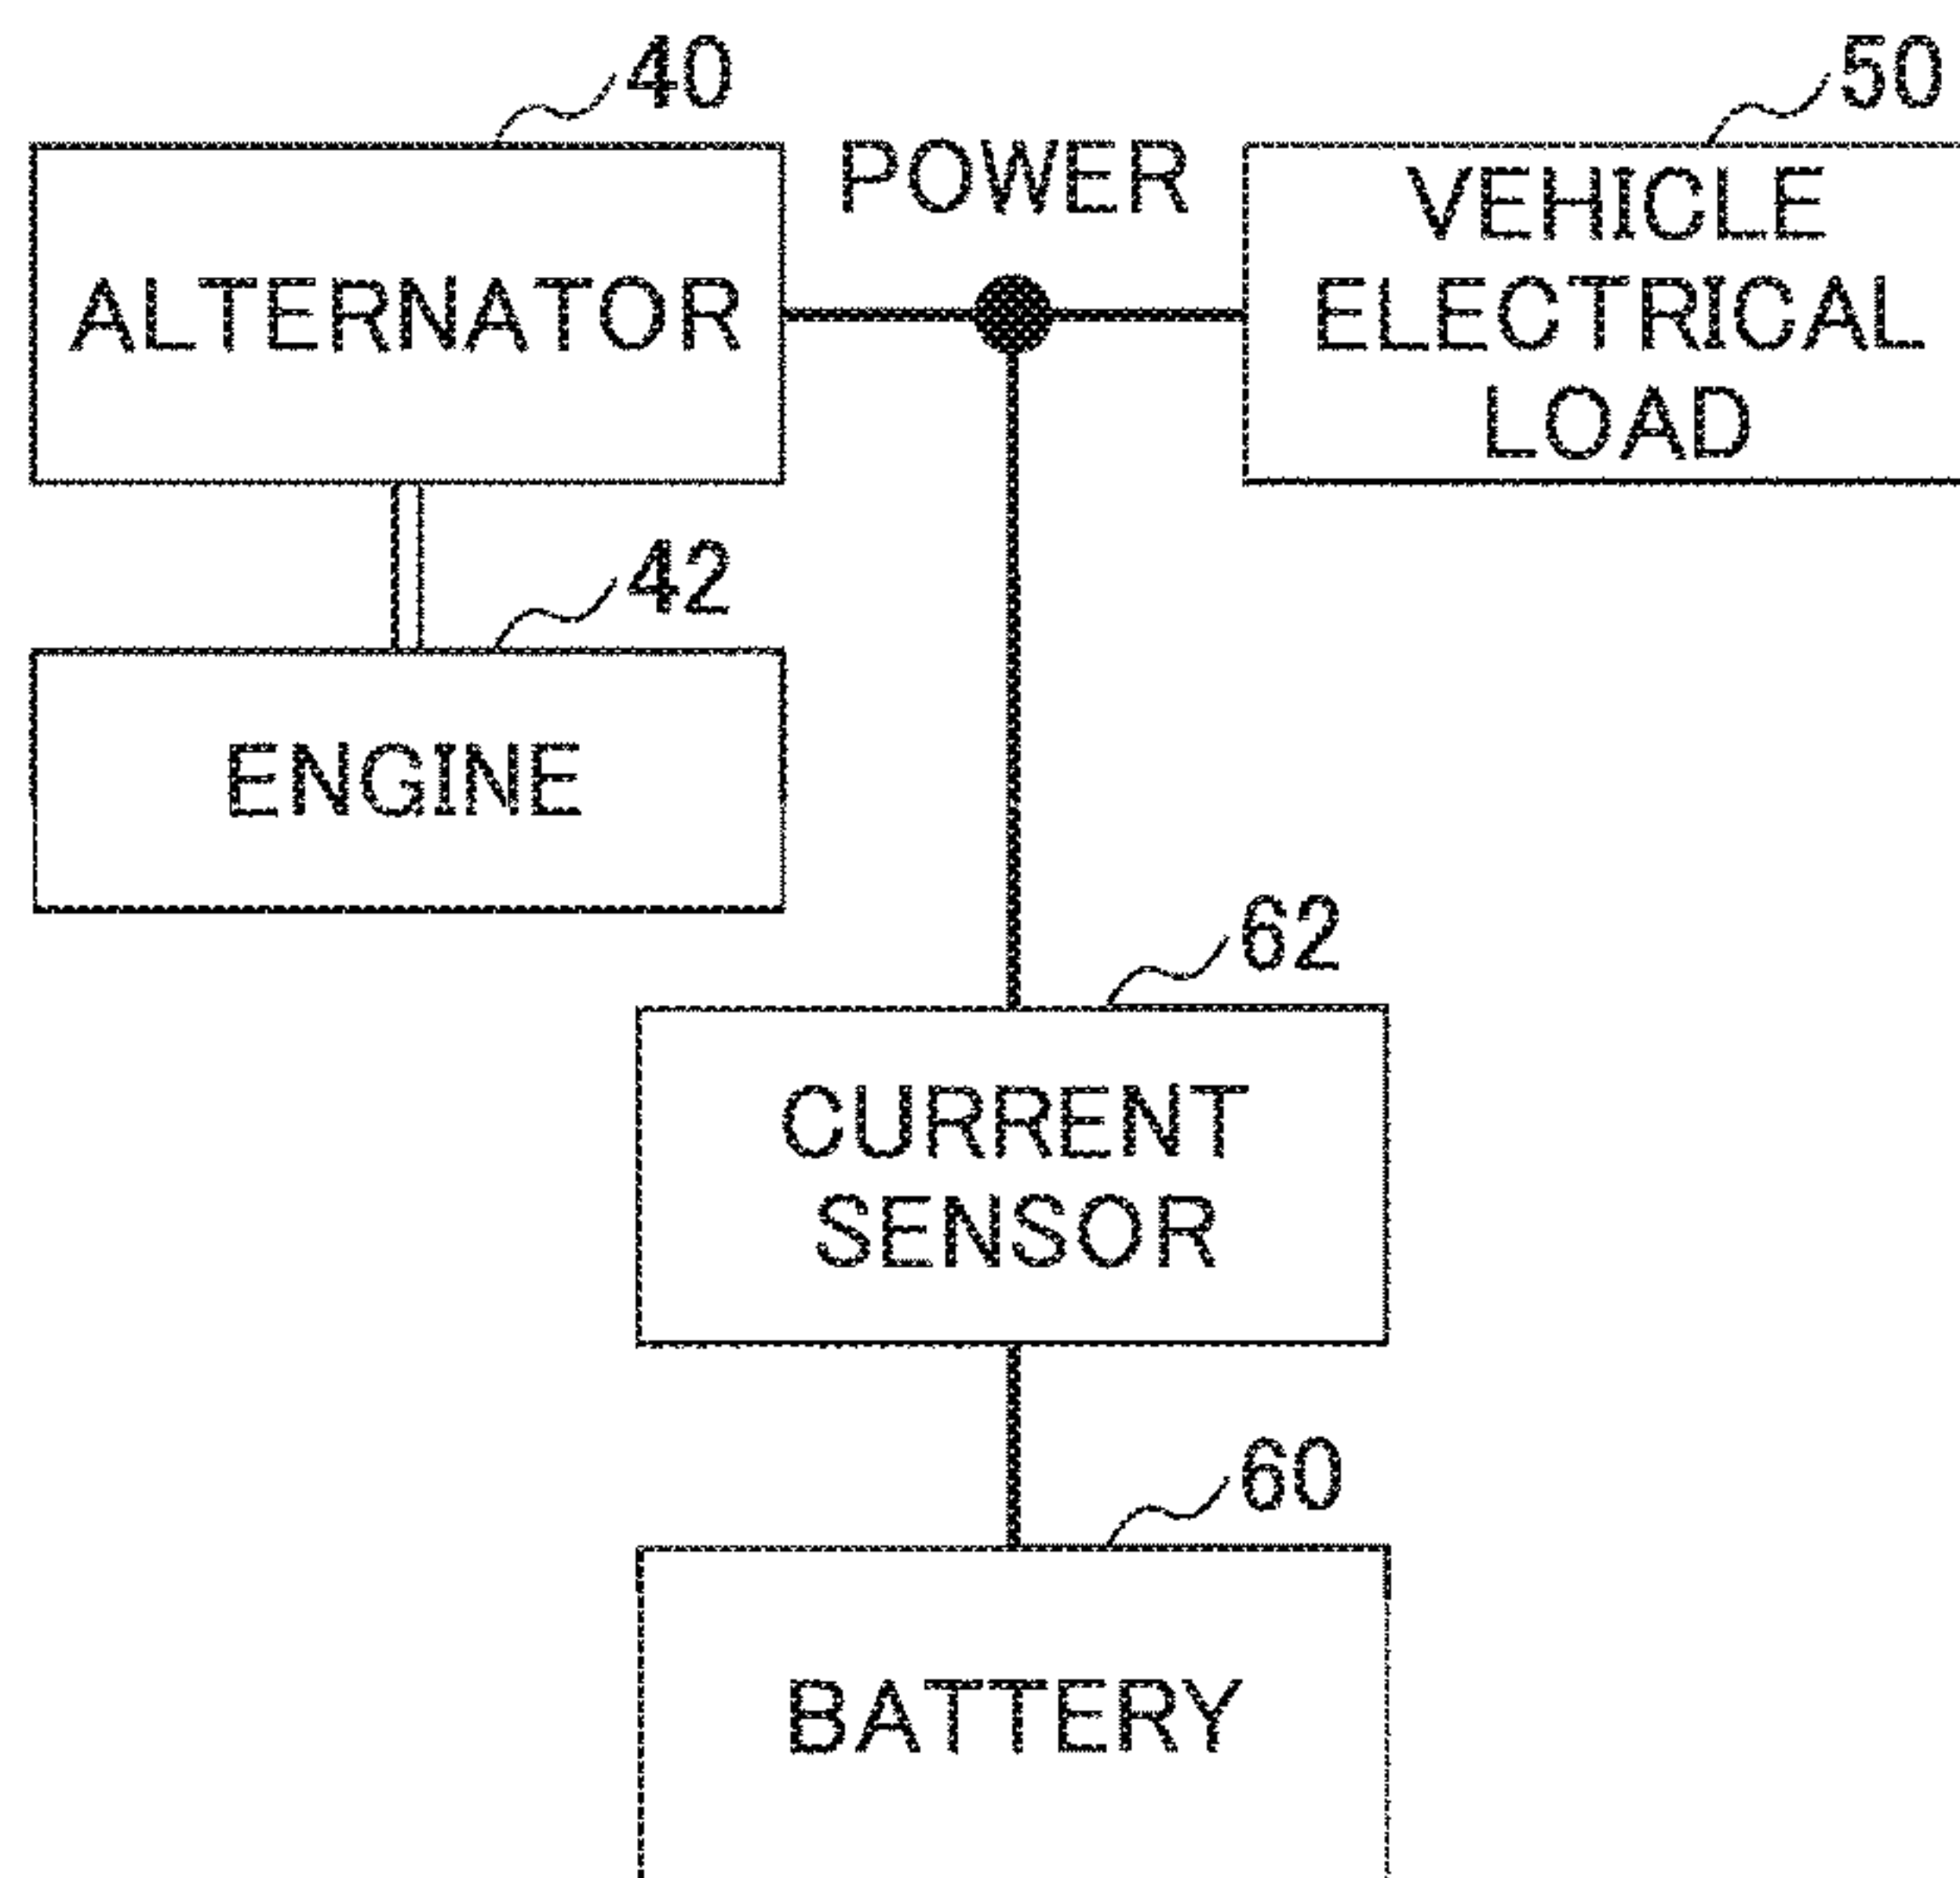 40
50
POWER
ALTERNATOR
VEHICLE
ELECTRICAL
LOAD
42
ENGINE
62
CURRENT
SENSOR
60
BATTERY